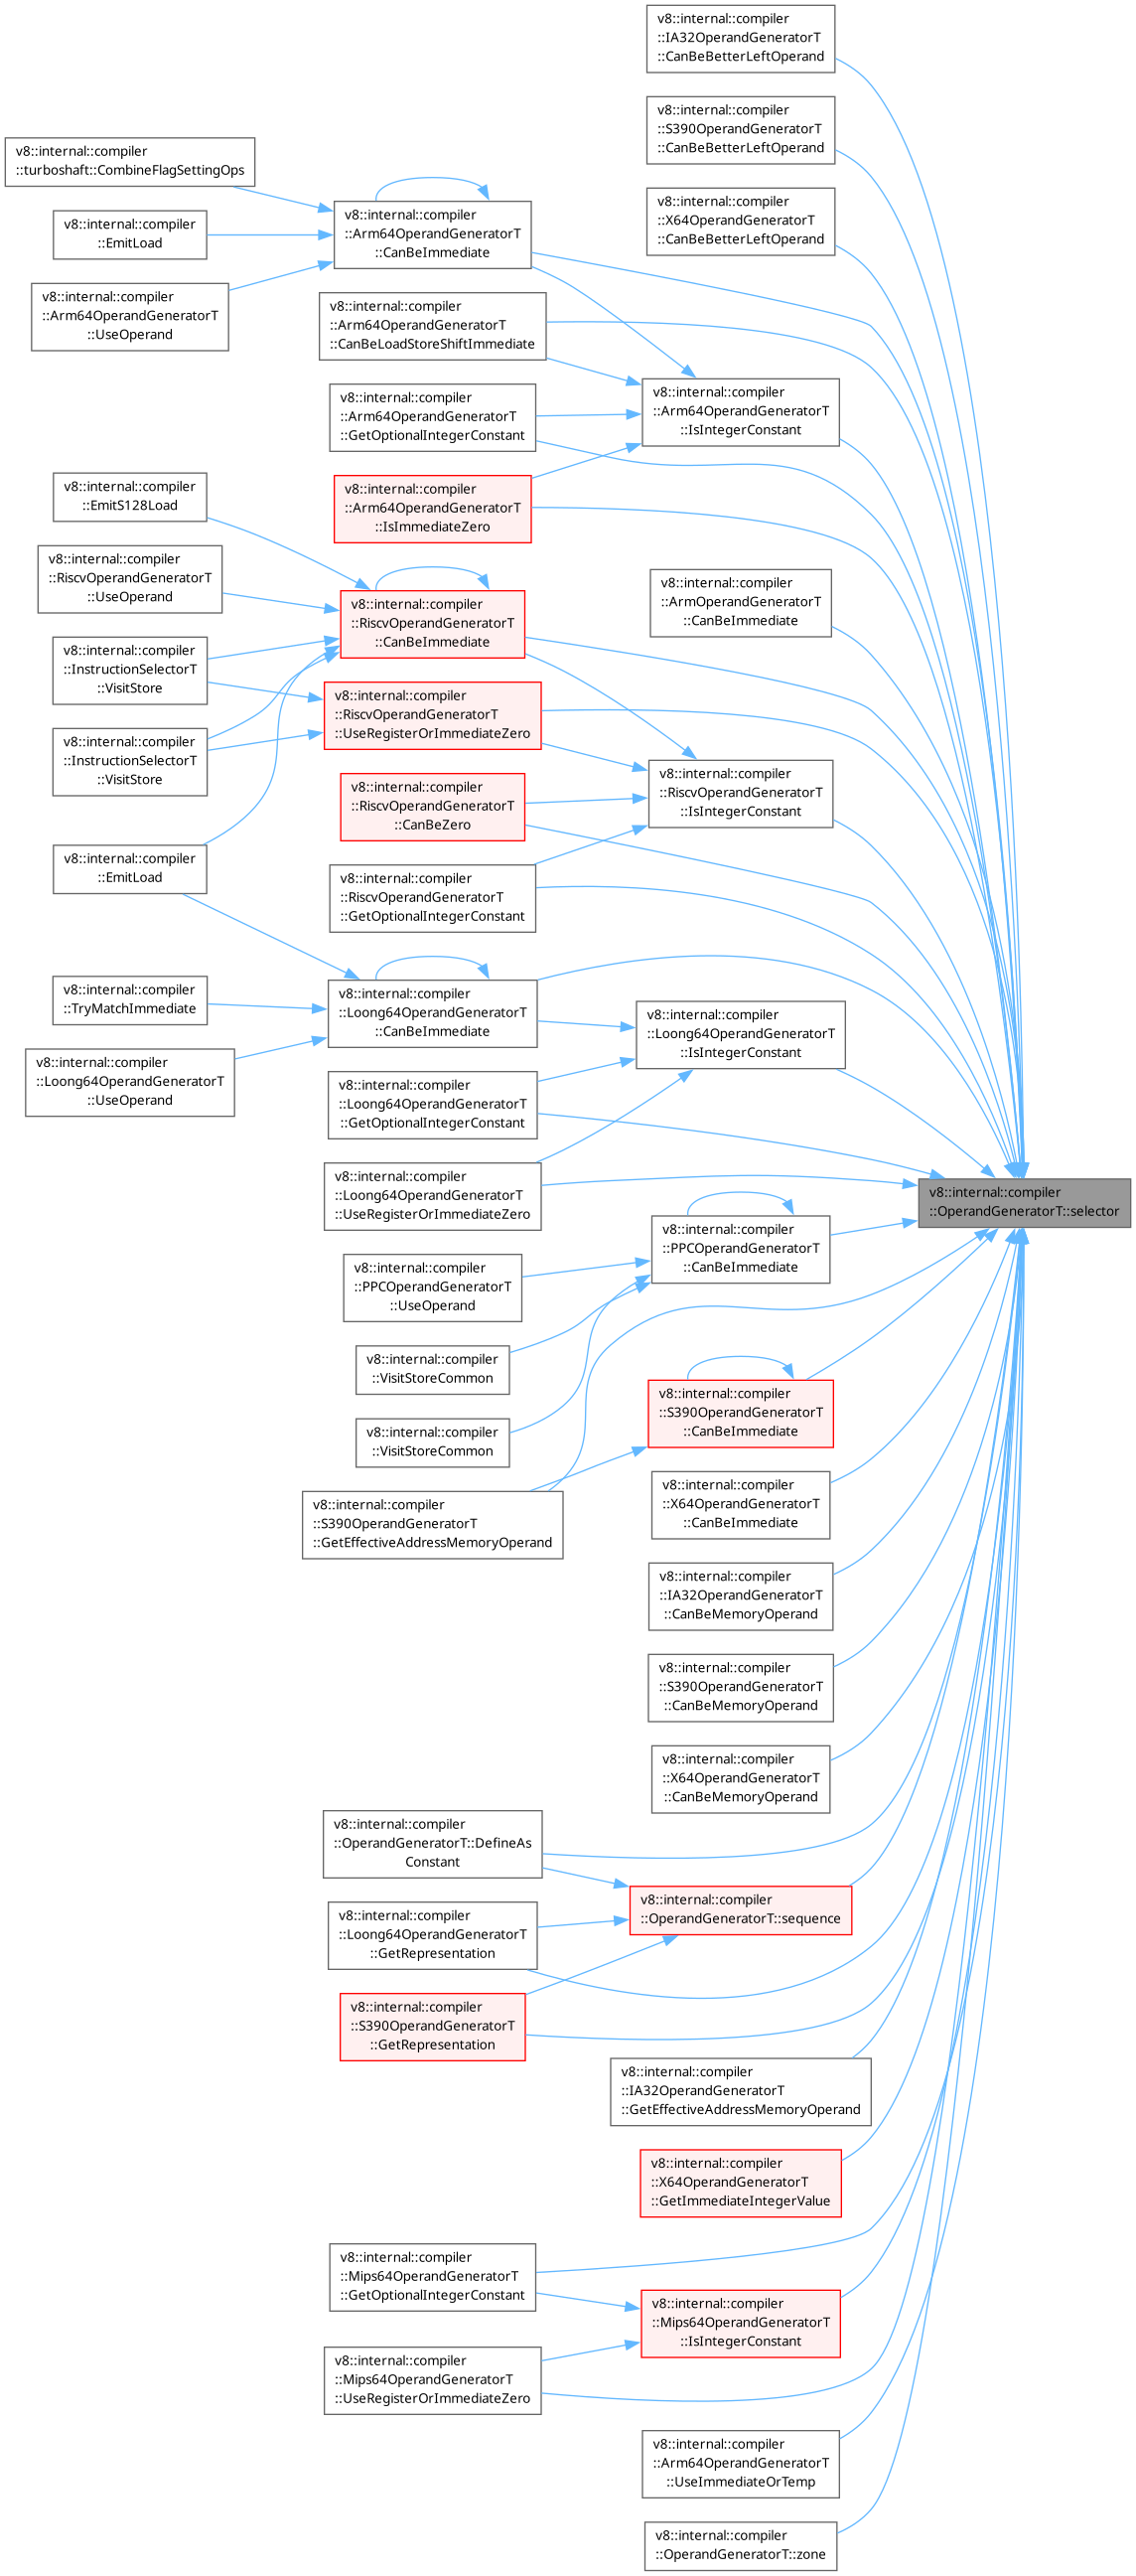 v8::internal::compiler
::IA32OperandGeneratorT
::CanBeBetterLeftOperand
v8::internal::compiler
::S390OperandGeneratorT
::CanBeBetterLeftOperand
v8::internal::compiler
::X64OperandGeneratorT
::CanBeBetterLeftOperand
v8::internal::compiler
::turboshaft::CombineFlagSettingOps
v8::internal::compiler
::EmitLoad
v8::internal::compiler
::Arm64OperandGeneratorT
::UseOperand
v8::internal::compiler
::Arm64OperandGeneratorT
::CanBeImmediate
v8::internal::compiler
::Arm64OperandGeneratorT
::CanBeLoadStoreShiftImmediate
v8::internal::compiler
::Arm64OperandGeneratorT
::GetOptionalIntegerConstant
v8::internal::compiler
::Arm64OperandGeneratorT
::IsIntegerConstant
v8::internal::compiler
::Arm64OperandGeneratorT
::IsImmediateZero
v8::internal::compiler
::EmitS128Load
v8::internal::compiler
::RiscvOperandGeneratorT
::UseOperand
v8::internal::compiler
::InstructionSelectorT
::VisitStore
v8::internal::compiler
::InstructionSelectorT
::VisitStore
v8::internal::compiler
::EmitLoad
v8::internal::compiler
::RiscvOperandGeneratorT
::CanBeImmediate
v8::internal::compiler
::RiscvOperandGeneratorT
::UseRegisterOrImmediateZero
v8::internal::compiler
::RiscvOperandGeneratorT
::CanBeZero
v8::internal::compiler
::RiscvOperandGeneratorT
::GetOptionalIntegerConstant
v8::internal::compiler
::ArmOperandGeneratorT
::CanBeImmediate
v8::internal::compiler
::RiscvOperandGeneratorT
::IsIntegerConstant
v8::internal::compiler
::TryMatchImmediate
v8::internal::compiler
::Loong64OperandGeneratorT
::UseOperand
v8::internal::compiler
::Loong64OperandGeneratorT
::CanBeImmediate
v8::internal::compiler
::Loong64OperandGeneratorT
::GetOptionalIntegerConstant
v8::internal::compiler
::Loong64OperandGeneratorT
::UseRegisterOrImmediateZero
v8::internal::compiler
::Loong64OperandGeneratorT
::IsIntegerConstant
v8::internal::compiler
::OperandGeneratorT::selector
v8::internal::compiler
::PPCOperandGeneratorT
::CanBeImmediate
v8::internal::compiler
::PPCOperandGeneratorT
::UseOperand
v8::internal::compiler
::VisitStoreCommon
v8::internal::compiler
::VisitStoreCommon
v8::internal::compiler
::S390OperandGeneratorT
::GetEffectiveAddressMemoryOperand
v8::internal::compiler
::S390OperandGeneratorT
::CanBeImmediate
v8::internal::compiler
::X64OperandGeneratorT
::CanBeImmediate
v8::internal::compiler
::IA32OperandGeneratorT
::CanBeMemoryOperand
v8::internal::compiler
::S390OperandGeneratorT
::CanBeMemoryOperand
v8::internal::compiler
::X64OperandGeneratorT
::CanBeMemoryOperand
v8::internal::compiler
::OperandGeneratorT::DefineAs
Constant
v8::internal::compiler
::Loong64OperandGeneratorT
::GetRepresentation
v8::internal::compiler
::S390OperandGeneratorT
::GetRepresentation
v8::internal::compiler
::OperandGeneratorT::sequence
v8::internal::compiler
::IA32OperandGeneratorT
::GetEffectiveAddressMemoryOperand
v8::internal::compiler
::X64OperandGeneratorT
::GetImmediateIntegerValue
v8::internal::compiler
::Mips64OperandGeneratorT
::GetOptionalIntegerConstant
v8::internal::compiler
::Mips64OperandGeneratorT
::UseRegisterOrImmediateZero
v8::internal::compiler
::Mips64OperandGeneratorT
::IsIntegerConstant
v8::internal::compiler
::Arm64OperandGeneratorT
::UseImmediateOrTemp
v8::internal::compiler
::OperandGeneratorT::zone